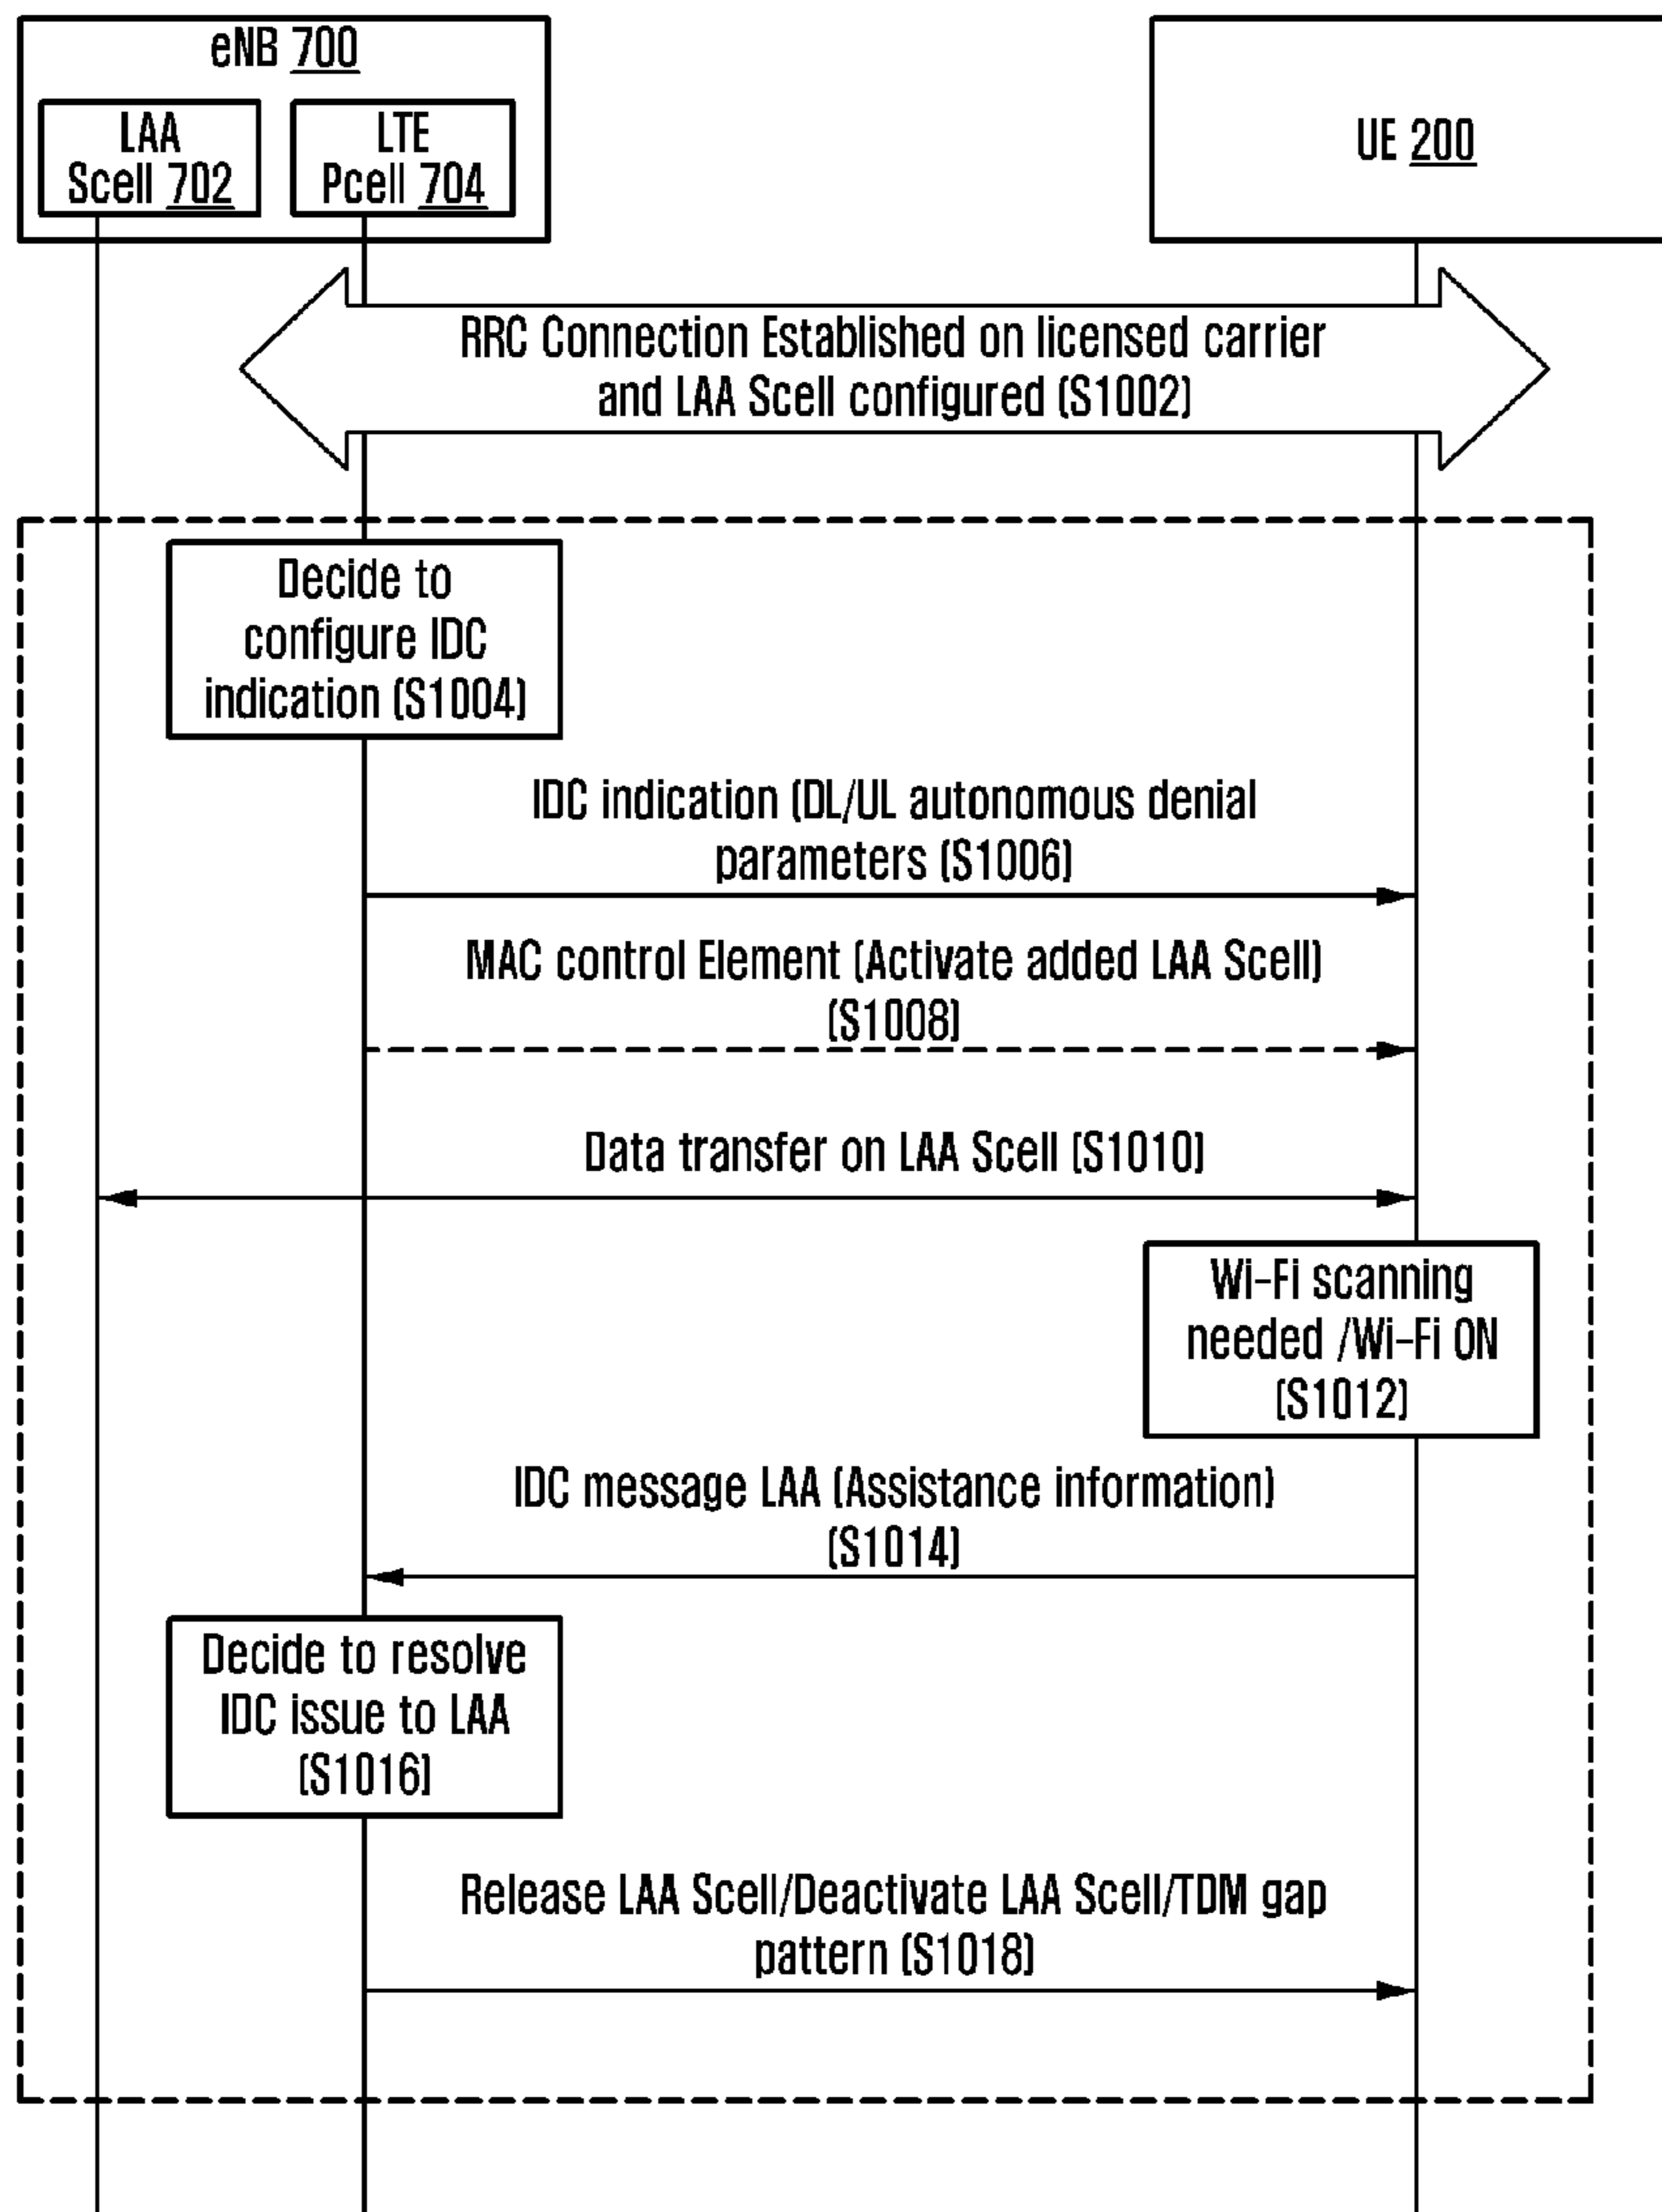 eNB 700
LAA
Scell 702
LTE
Pcell 704
UE 200
RRC Connection Established on licensed carrier
and LAA Scell configured (S1002)
Decide to
configure IDC
indication (S1004)
IDC indication (DL/UL autonomous denial
parameters (S1006)
MAC control Element (Activate added LAA Scell)
(S1008)
Data transfer on LAA Scell (S1010)
Wi-Fi scanning
needed /Wi-Fi ON
(S1012)
IDC message LAA (Assistance information)
(S1014)
Decide to resolve
IDC issue to LAA
(S1016)
Release LAA Scell/Deactivate LAA Scell/TDM gap
pattern (S1018)